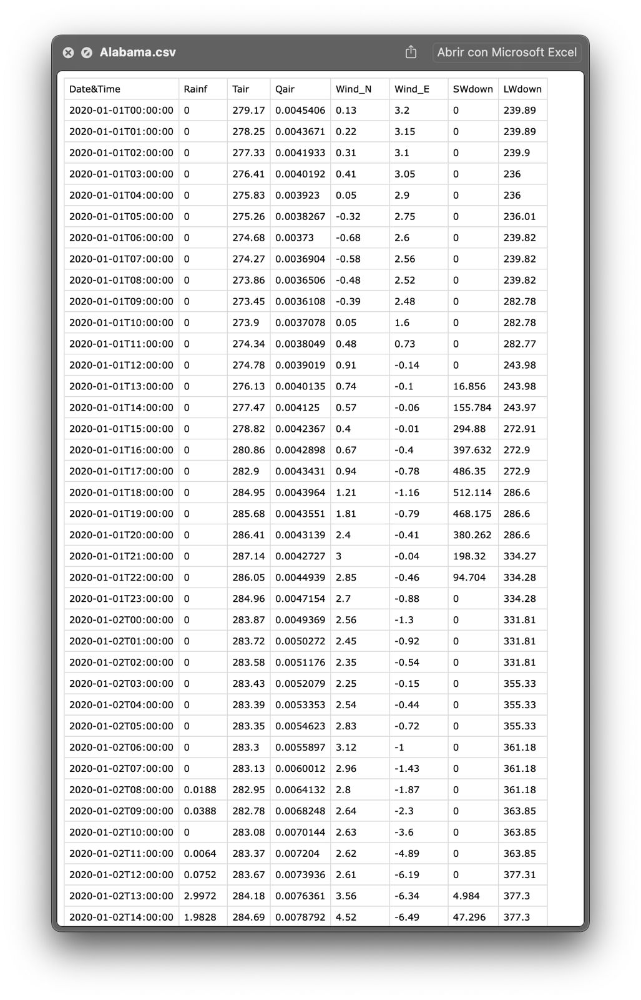 Alabama.csv Abrir con Microsoft Excel
Date&Time Rainf Tair Qair Wind_N Wind_E SWdown LWdown
2020-01-01T00:00:00 0 279.17 0.0045406 0.13 3.2 0 239.89
2020-01-01T01:00:00 0 278.25 0.0043671 0.22 3.15 0 239.89
2020-01-01T02:00:00 0 277.33 0.0041933 0.31 3.1 0 239.9
2020-01-01T03:00:00 0 276.41 0.0040192 0.41 3.05 0 236
2020-01-01T04:00:00 0 275.83 0.003923 0.05 2.9 0 236
2020-01-01T05:00:00 0 275.26 0.0038267 -0.32 2.75 0 236.01
2020-01-01T06:00:00 0 274.68 0.00373 -0.68 2.6 0 239.82
2020-01-01T07:00:00 0 274.27 0.0036904 -0.58 2.56 0 239.82
2020-01-01T08:00:00 0 273.86 0.0036506 -0.48 2.52 0 239.82
2020-01-01T09:00:00 0 273.45 0.0036108 -0.39 2.48 0 282.78
2020-01-01T10:00:00 0 273.9 0.0037078 0.05 1.6 0 282.78
2020-01-01T11:00:00 0 274.34 0.0038049 0.48 0.73 0 282.77
2020-01-01T12:00:00 0 274.78 0.0039019 0.91 -0.14 0 243.98
2020-01-01T13:00:00 0 276.13 0.0040135 0.74 -0.1 16.856 243.98
2020-01-01T14:00:00 0 277.47 0.004125 0.57 -0.06 155.784 243.97
2020-01-01T15:00:00 0 278.82 0.0042367 0.4 -0.01 294.88 272.91
2020-01-01T16:00:00 0 280.86 0.0042898 0.67 -0.4 397.632 272.9
2020-01-01T17:00:00 0 282.9 0.0043431 0.94 -0.78 486.35 272.9
2020-01-01T18:00:00 0 284.95 0.0043964 1.21 -1.16 512.114 286.6
2020-01-01T19:00:00 0 285.68 0.0043551 1.81 -0.79 468.175 286.6
2020-01-01T20:00:00 0 286.41 0.0043139 2.4 -0.41 380.262 286.6
2020-01-01T21:00:00 0 287.14 0.0042727 3 -0.04 198.32 334.27
2020-01-01T22:00:00 0 286.05 0.0044939 2.85 -0.46 94.704 334.28
2020-01-01T23:00:00 0 284.96 0.0047154 2.7 -0.88 0 334.28
2020-01-02T00:00:00 0 283.87 0.0049369 2.56 -1.3 0 331.81
2020-01-02T01:00:00 0 283.72 0.0050272 2.45 -0.92 0 331.81
2020-01-02T02:00:00 0 283.58 0.0051176 2.35 -0.54 0 331.81
2020-01-02T03:00:00 0 283.43 0.0052079 2.25 -0.15 0 355.33
2020-01-02T04:00:00 0 283.39 0.0053353 2.54 -0.44 0 355.33
2020-01-02T05:00:00 0 283.35 0.0054623 2.83 -0.72 0 355.33
2020-01-02T06:00:00 0 283.3 0.0055897 3.12 -1 0 361.18
2020-01-02T07:00:00 0 283.13 0.0060012 2.96 -1.43 0 361.18
2020-01-02T08:00:00 0.0188 282.95 0.0064132 2.8 -1.87 0 361.18
2020-01-02T09:00:00 0.0388 282.78 0.0068248 2.64 -2.3 0 363.85
2020-01-02T10:00:00 0 283.08 0.0070144 2.63 -3.6 0 363.85
2020-01-02T11:00:00 0.0064 283.37 0.007204 2.62 -4.89 0 363.85
2020-01-02T12:00:00 0.0752 283.67 0.0073936 2.61 -6.19 0 377.31
2020-01-02T13:00:00 2.9972 284.18 0.0076361 3.56 -6.34 4.984 377.3
2020-01-02T14:00:00 1.9828 284.69 0.0078792 4.52 -6.49 47.296 377.3